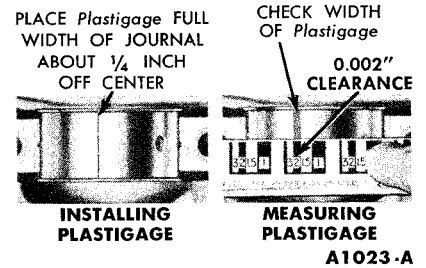 PLACE Plastigage FULL
WIDTH OF JOURNAL
ABOUT 1/4 INCH
OFF CENTER
INSTALLING
PLASTIGAGE
CHECK WIDTH
OF Plastigage
0.002"
CLEARANCE
MEASURING
PLASTIGAGE
A1023-A